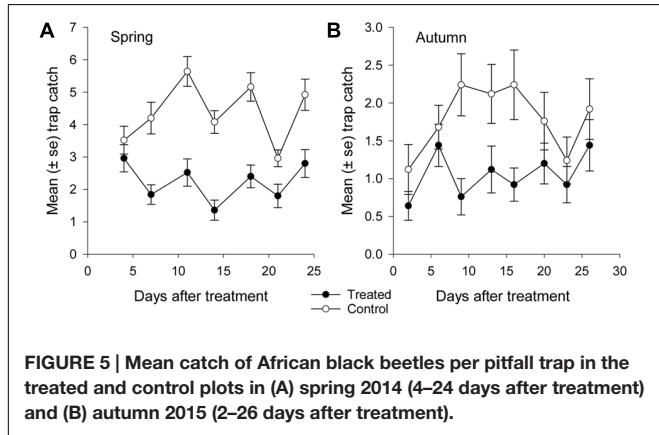 A
Spring
B
Autumn
7
6
5
4
3
2
1
0
Mean (± se) trap catch
0 5 10 15 20 25
Days after treatment
3.0
2.5
2.0
1.5
1.0
0.5
0.0
Mean (± se) trap catch
0 5 10 15 20 25 30
Days after treatment
Treated
Control
FIGURE 5 | Mean catch of African black beetles per pitfall trap in the
treated and control plots in (A) spring 2014 (4–24 days after treatment)
and (B) autumn 2015 (2–26 days after treatment).